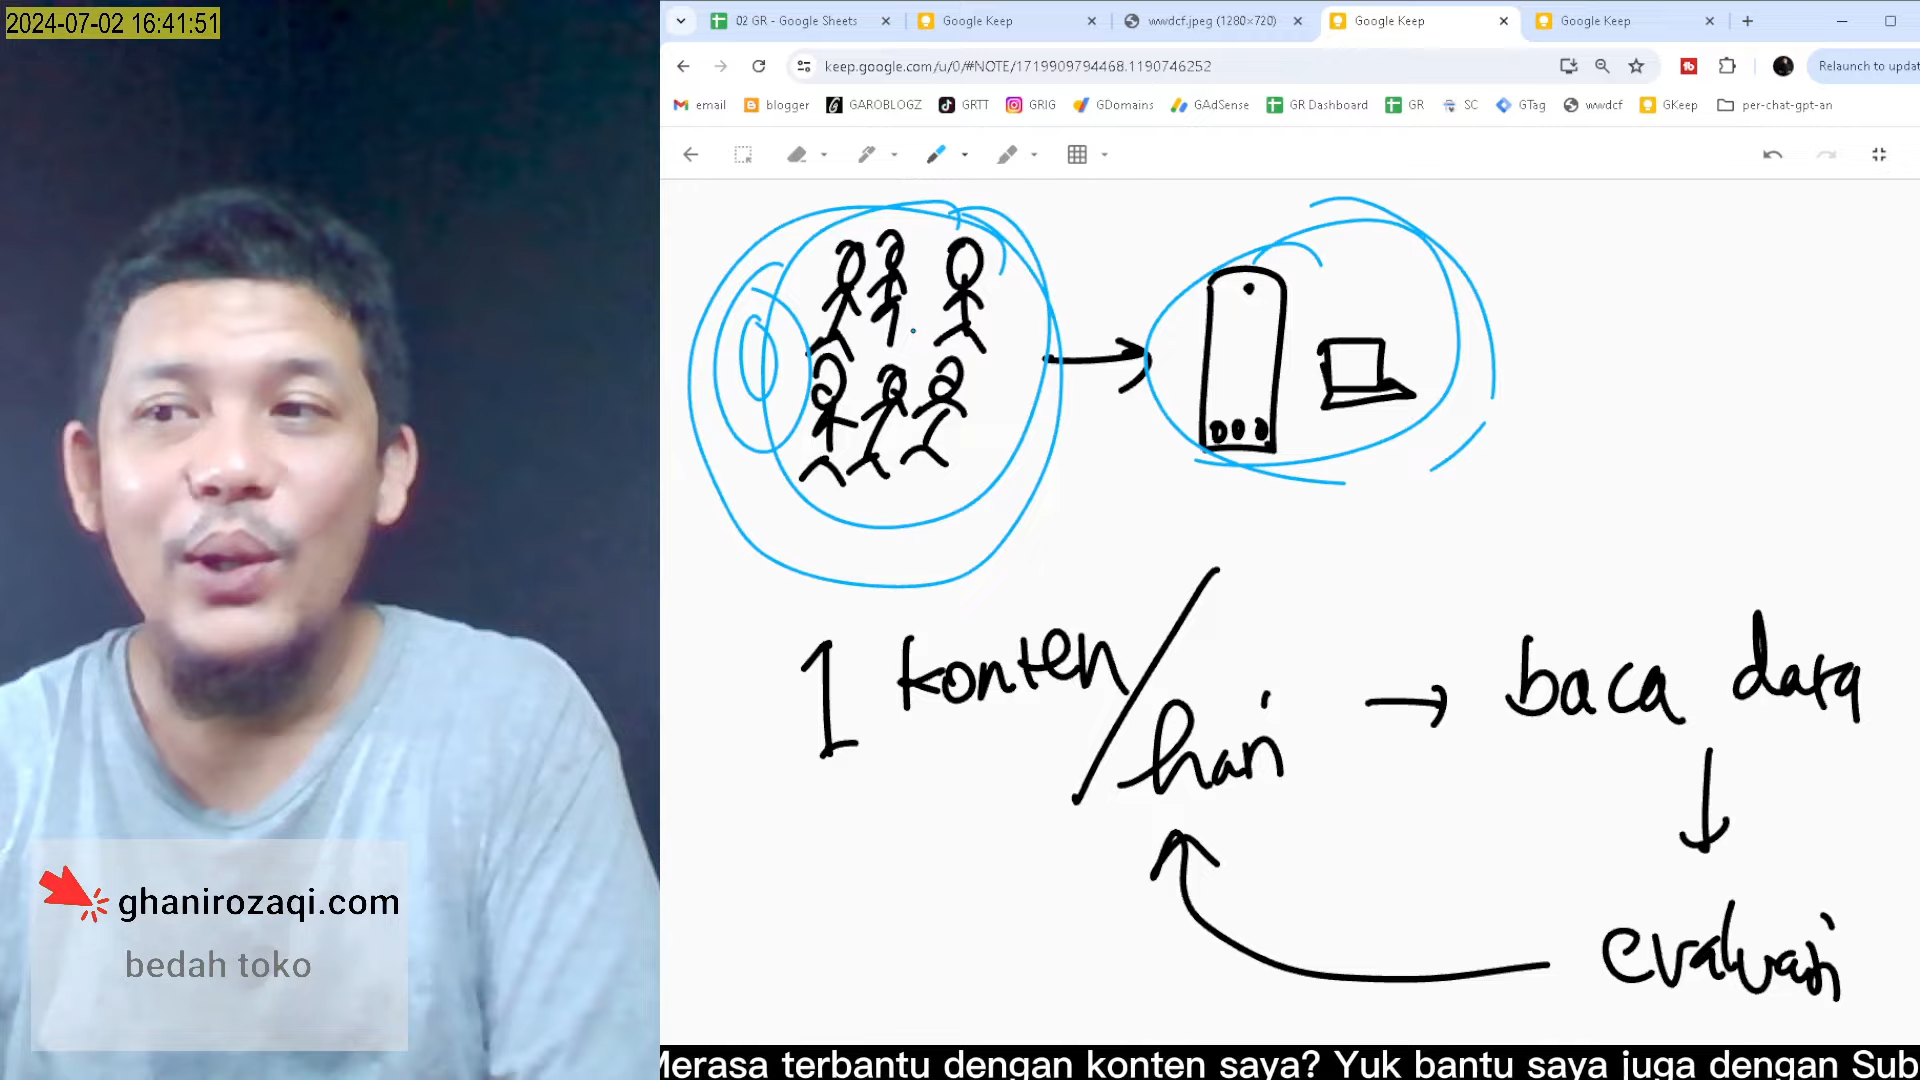 2024-07-02 16:41:51
02 GR - Google Sheets
Google Keep
wwdcf.jpeg (1280×720)
Google Keep
Google Keep
keep.google.com/u/0/#NOTE/1719909794468.1190746252
Relaunch to updat
email
blogger
GAROBLOGZ
GRTT
GRIG
GDomains
GAdSense
GR Dashboard
GR
SC
GTag
wwdcf
GKeep
per-chat-gpt-an
1 konten/hari → baca data
evaluasi
ghanirozaqi.com
bedah toko
Merasa terbantu dengan konten saya? Yuk bantu saya juga dengan Sub